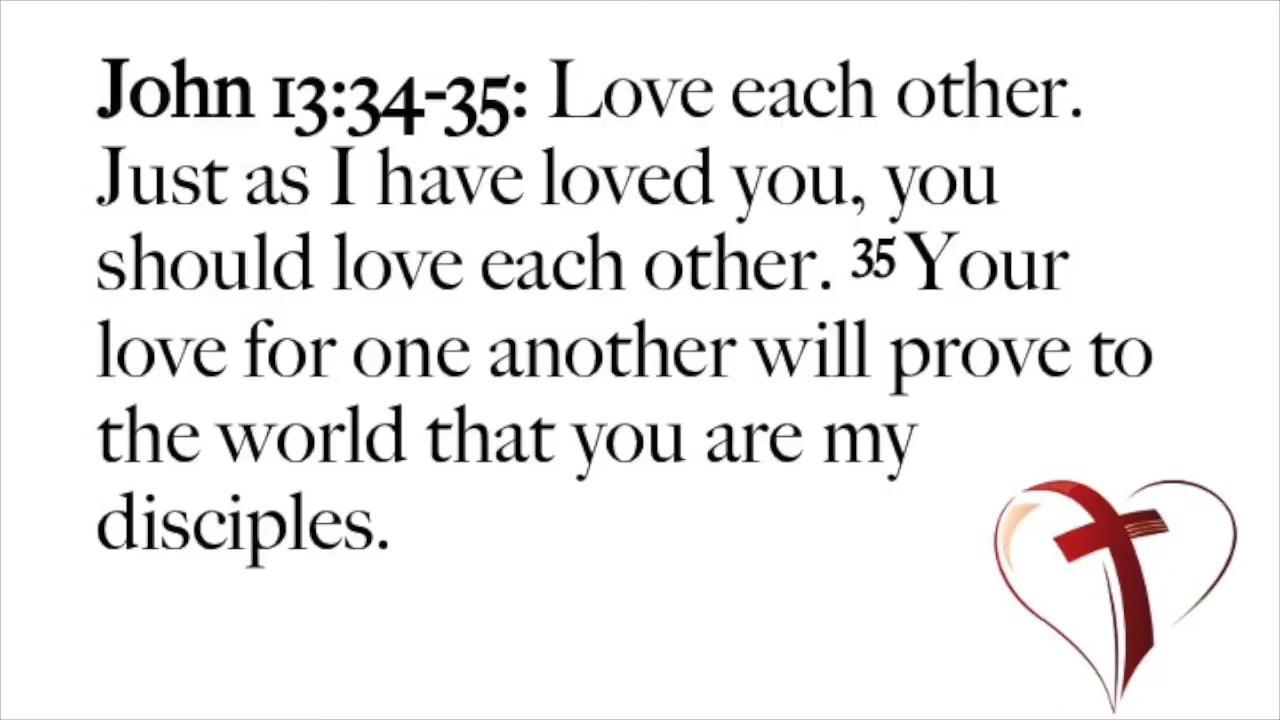 John 13:34-35: Love each other.
Just as I have loved you, you
should love each other. 35 Your
love for one another will prove to
the world that you are my
disciples.